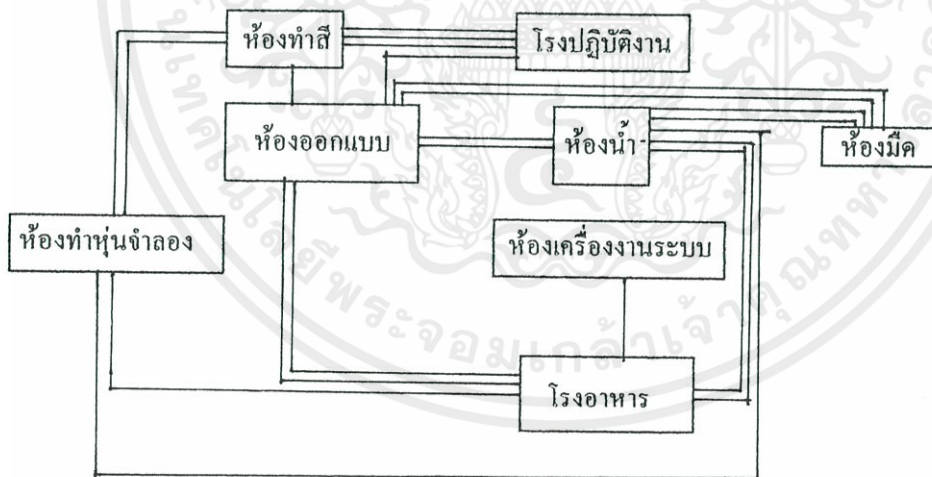 ห้องทำสี
โรงปฏิบัติงาน
ห้องออกแบบ
ห้องน้ำ
ห้องมืด
ห้องทำหุ่นจำลอง
ห้องเครื่องงานระบบ
โรงอาหาร